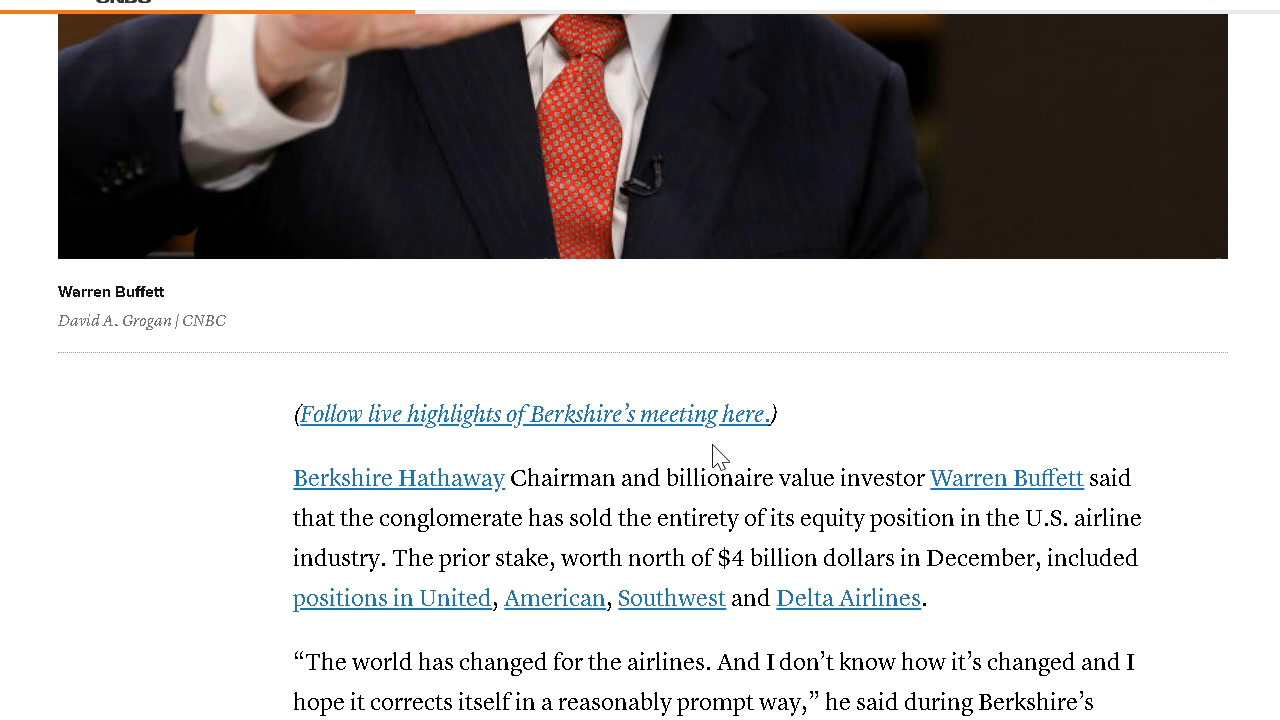 Warren Buffett
David A. Grogan | CNBC
(Follow live highlights of Berkshire’s meeting here.)
Berkshire Hathaway Chairman and billionaire value investor Warren Buffett said
that the conglomerate has sold the entirety of its equity position in the U.S. airline
industry. The prior stake, worth north of $4 billion dollars in December, included
positions in United, American, Southwest and Delta Airlines.
“The world has changed for the airlines. And I don’t know how it’s changed and I
hope it corrects itself in a reasonably prompt way,” he said during Berkshire’s